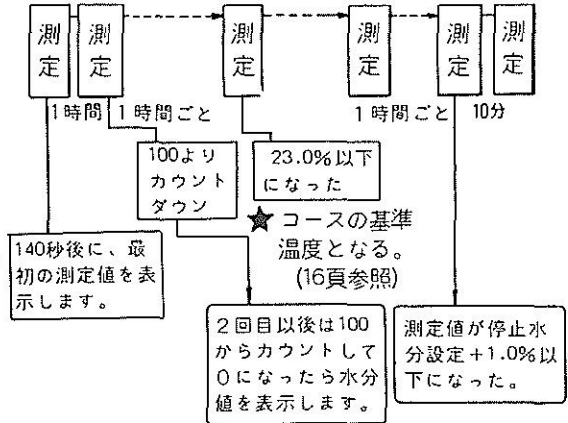 測定
測定
測定
測定
測定
測定
1時間
1時間ごと
1時間ごと
10分
100より
カウント
ダウン
23.0%以下
になった
★コースの基準
温度となる。
(16頁参照)
140秒後に、最
初の測定値を表
示します。
2回目以後は100
からカウントして
0になったら水分
値を表示します。
測定値が停止水
分設定+1.0%以
下になった。